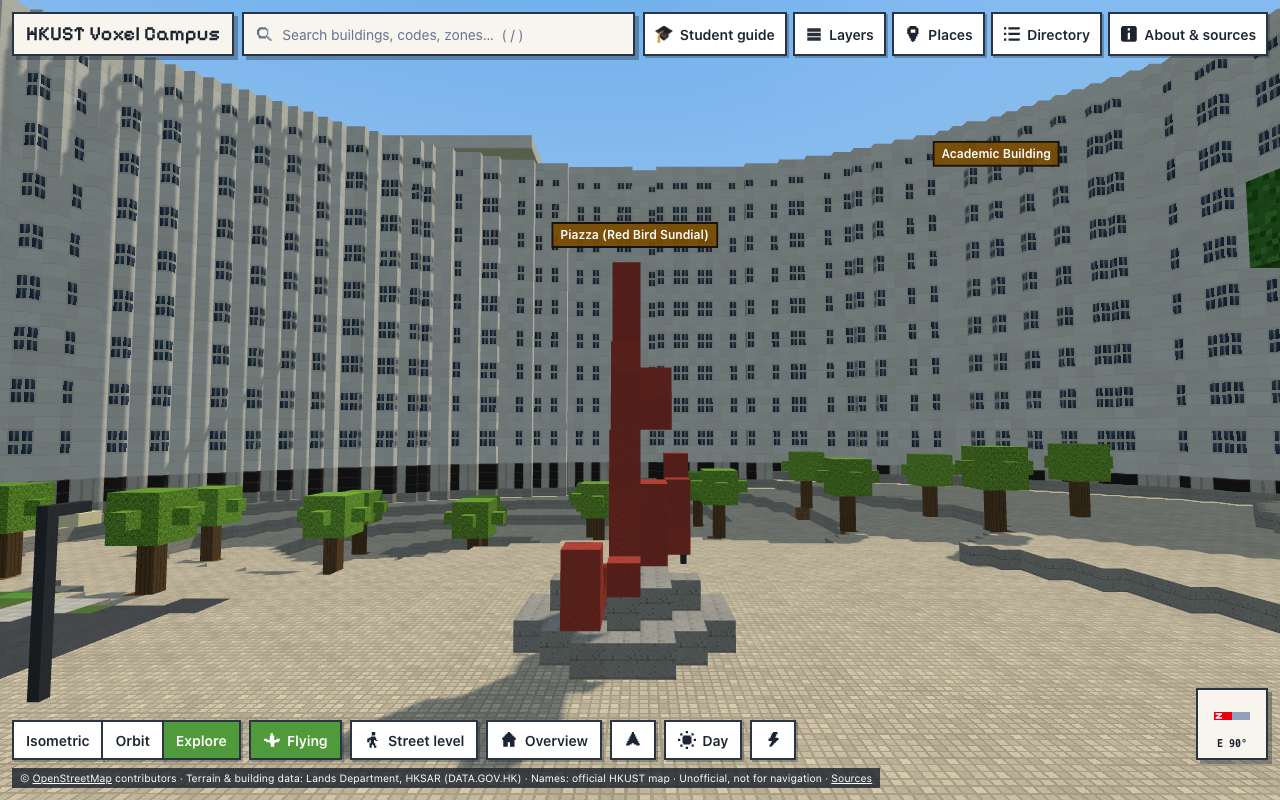 HKUST Voxel Campus
Search buildings, codes, zones... ( / )
Student guide
Layers
Places
Directory
About & sources
Academic Building
Piazza (Red Bird Sundial)
Isometric
Orbit
Explore
Flying
Street level
Overview
Day
N
E 90°
© OpenStreetMap contributors · Terrain & building data: Lands Department, HKSAR (DATA.GOV.HK) · Names: official HKUST map · Unofficial, not for navigation · Sources